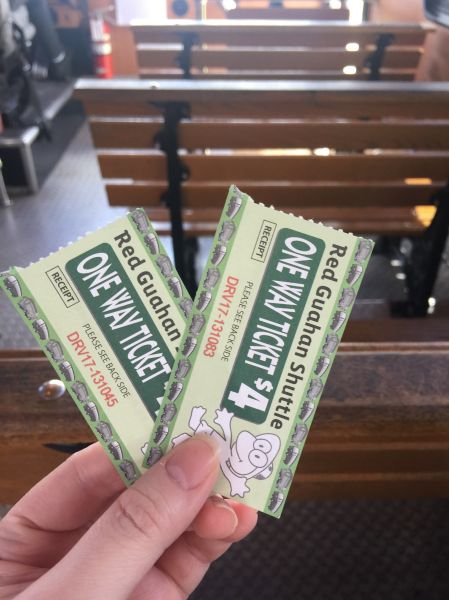 Red Guahan
RECEIPT
ONE WAY TICKET
PLEASE SEE BACK SIDE
DRV17-131045
Red Guahan Shuttle
RECEIPT
ONE WAY TICKET $4
PLEASE SEE BACK SIDE
DRV17-131083